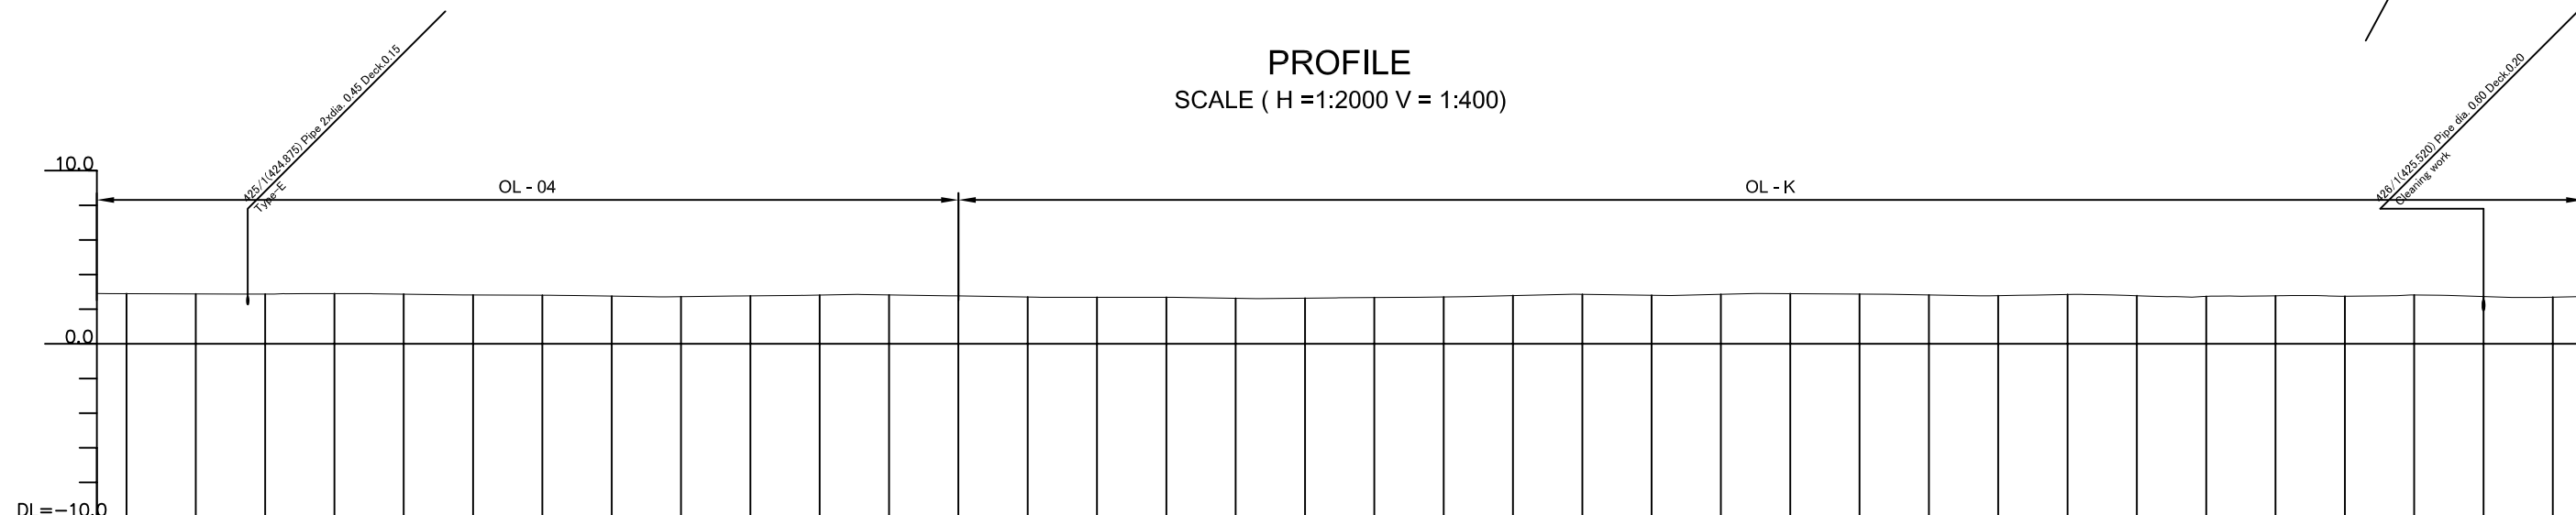 PROFILE
SCALE ( H =1:2000 V = 1:400)
425/1(424.875) Pipe 2xdia. 0.45 Deck.0.15
Type-E
426/1(425.520) Pipe dia. 0.60 Deck.0.20
Cleaning work
10.0
OL - 04
OL - K
0.0
DL=-10.0